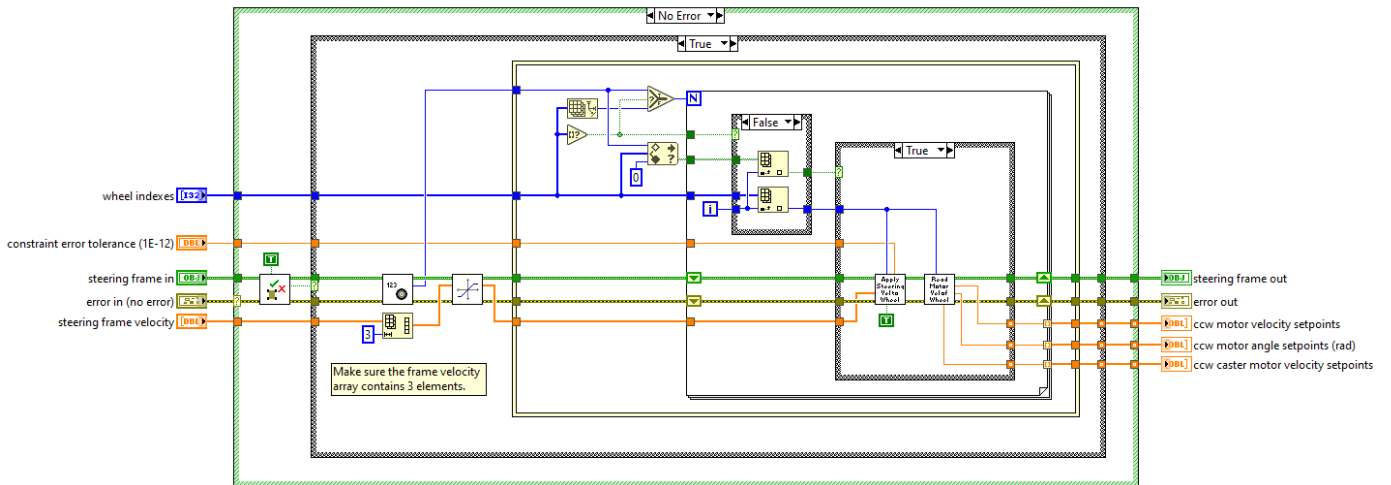 No Error
True
N
[]?
False
?
?
True
0
?
wheel indexes
I32
i
constraint error tolerance (1E-12)
DBL
T
steering frame in
OBJ
?
123
Apply
Steering
Read
Motor
Wheel
Wheel
steering frame out
OBJ
error in (no error)
?
error out
steering frame velocity
DBL
3
T
ccw motor velocity setpoints
DBL
ccw motor angle setpoints (rad)
DBL
ccw caster motor velocity setpoints
DBL
Make sure the frame velocity
array contains 3 elements.